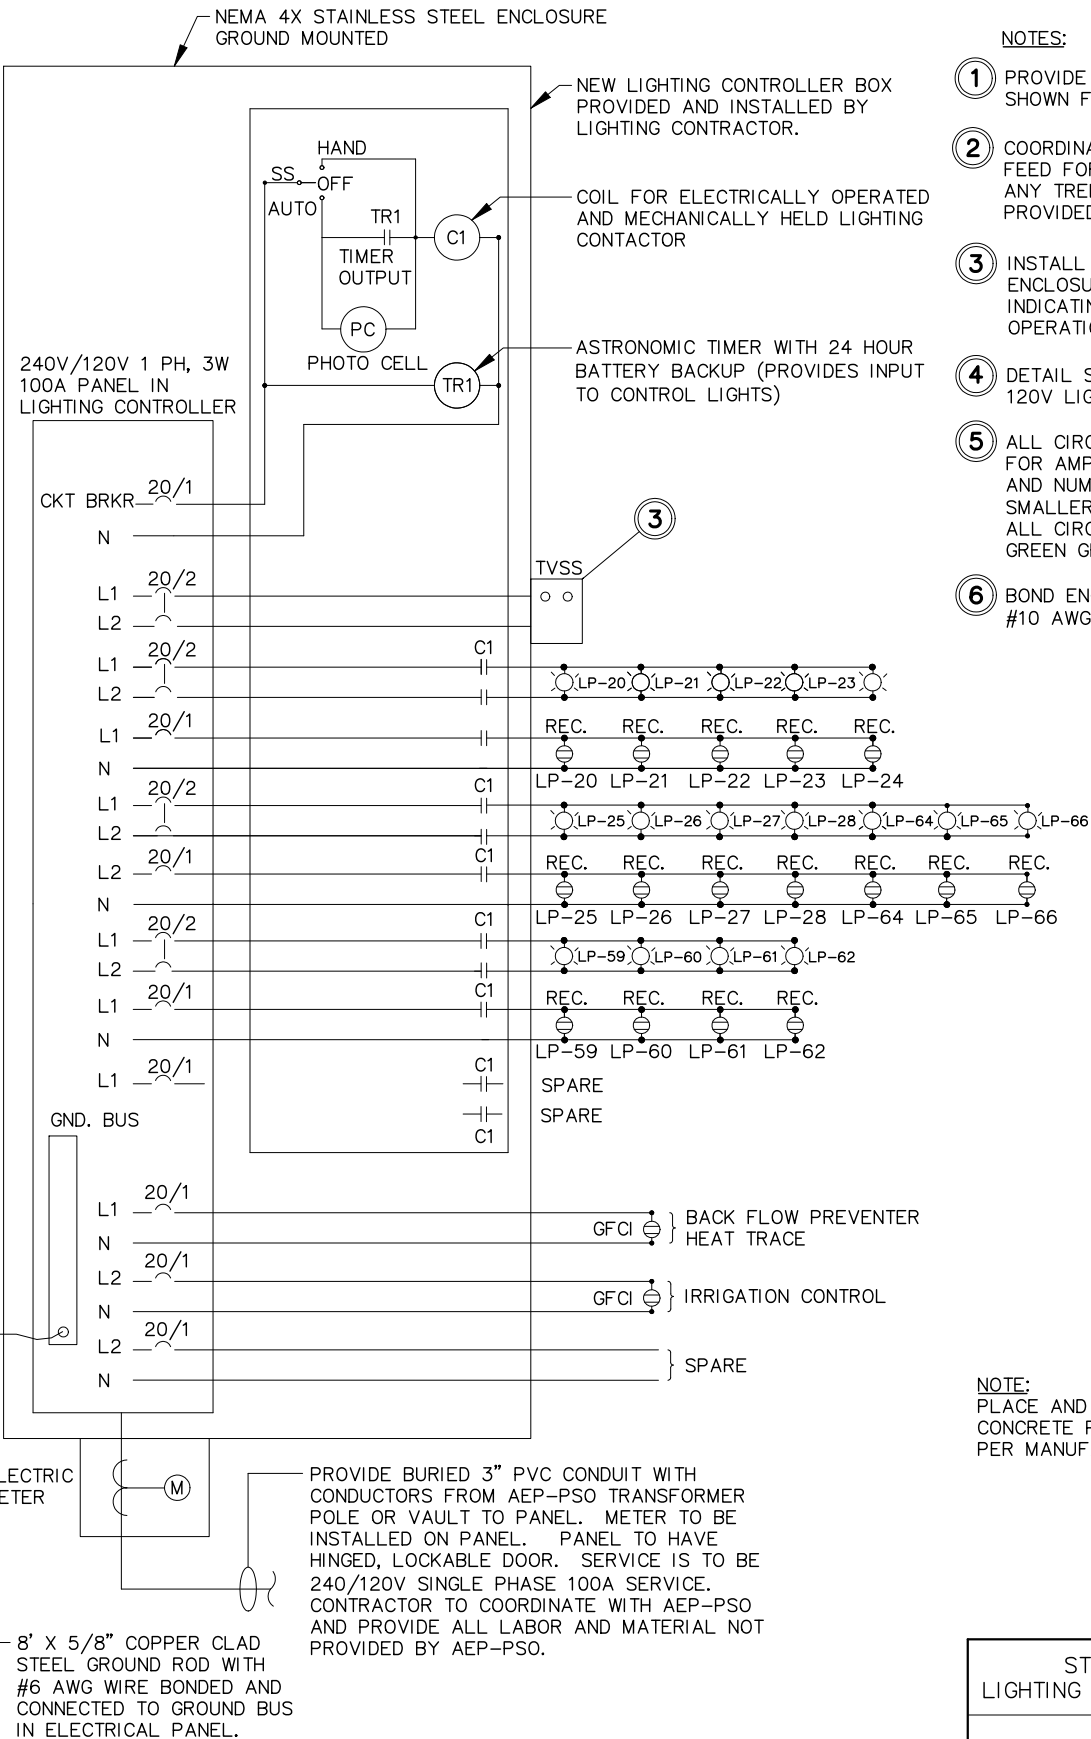 NEMA 4X STAINLESS STEEL ENCLOSURE
GROUND MOUNTED
NEW LIGHTING CONTROLLER BOX
PROVIDED AND INSTALLED BY
LIGHTING CONTRACTOR.
HAND
SS
OFF
AUTO
TR1
C1
TIMER
OUTPUT
PC
PHOTO CELL
TR1
COIL FOR ELECTRICALLY OPERATED
AND MECHANICALLY HELD LIGHTING
CONTACTOR
ASTRONOMIC TIMER WITH 24 HOUR
BATTERY BACKUP (PROVIDES INPUT
TO CONTROL LIGHTS)
240V/120V 1 PH, 3W
100A PANEL IN
LIGHTING CONTROLLER
CKT BRKR 20/1
N
3
TVSS
L1 20/2
L2
L1 20/2 C1
L2
LP-20 LP-21 LP-22 LP-23
L1 20/1 REC. REC. REC. REC. REC.
N
LP-20 LP-21 LP-22 LP-23 LP-24
L1 20/2 C1
L2
LP-25 LP-26 LP-27 LP-28 LP-64 LP-65 LP-66
L2 20/1 C1 REC. REC. REC. REC. REC. REC. REC.
N
LP-25 LP-26 LP-27 LP-28 LP-64 LP-65 LP-66
L1 20/2 C1
L2
LP-59 LP-60 LP-61 LP-62
L1 20/1 C1 REC. REC. REC. REC.
N
LP-59 LP-60 LP-61 LP-62
L1 20/1 C1 SPARE
SPARE
C1
GND. BUS
L1 20/1
N
GFCI
BACK FLOW PREVENTER
HEAT TRACE
L2 20/1
N
GFCI
IRRIGATION CONTROL
L2 20/1
N
SPARE
LECTRIC
ETER
M
PROVIDE BURIED 3" PVC CONDUIT WITH
CONDUCTORS FROM AEP-PSO TRANSFORMER
POLE OR VAULT TO PANEL. METER TO BE
INSTALLED ON PANEL. PANEL TO HAVE
HINGED, LOCKABLE DOOR. SERVICE IS TO BE
240/120V SINGLE PHASE 100A SERVICE.
CONTRACTOR TO COORDINATE WITH AEP-PSO
AND PROVIDE ALL LABOR AND MATERIAL NOT
PROVIDED BY AEP-PSO.
8' X 5/8" COPPER CLAD
STEEL GROUND ROD WITH
#6 AWG WIRE BONDED AND
CONNECTED TO GROUND BUS
IN ELECTRICAL PANEL.
NOTES:
1 PROVIDE
SHOWN F
2 COORDINA
FEED FOR
ANY TREN
PROVIDED
3 INSTALL
ENCLOSU
INDICATIN
OPERATIO
4 DETAIL S
120V LIG
5 ALL CIRC
FOR AMP
AND NUM
SMALLER
ALL CIRC
GREEN G
6 BOND EN
#10 AWG
NOTE:
PLACE AND
CONCRETE P
PER MANUF
ST
LIGHTING